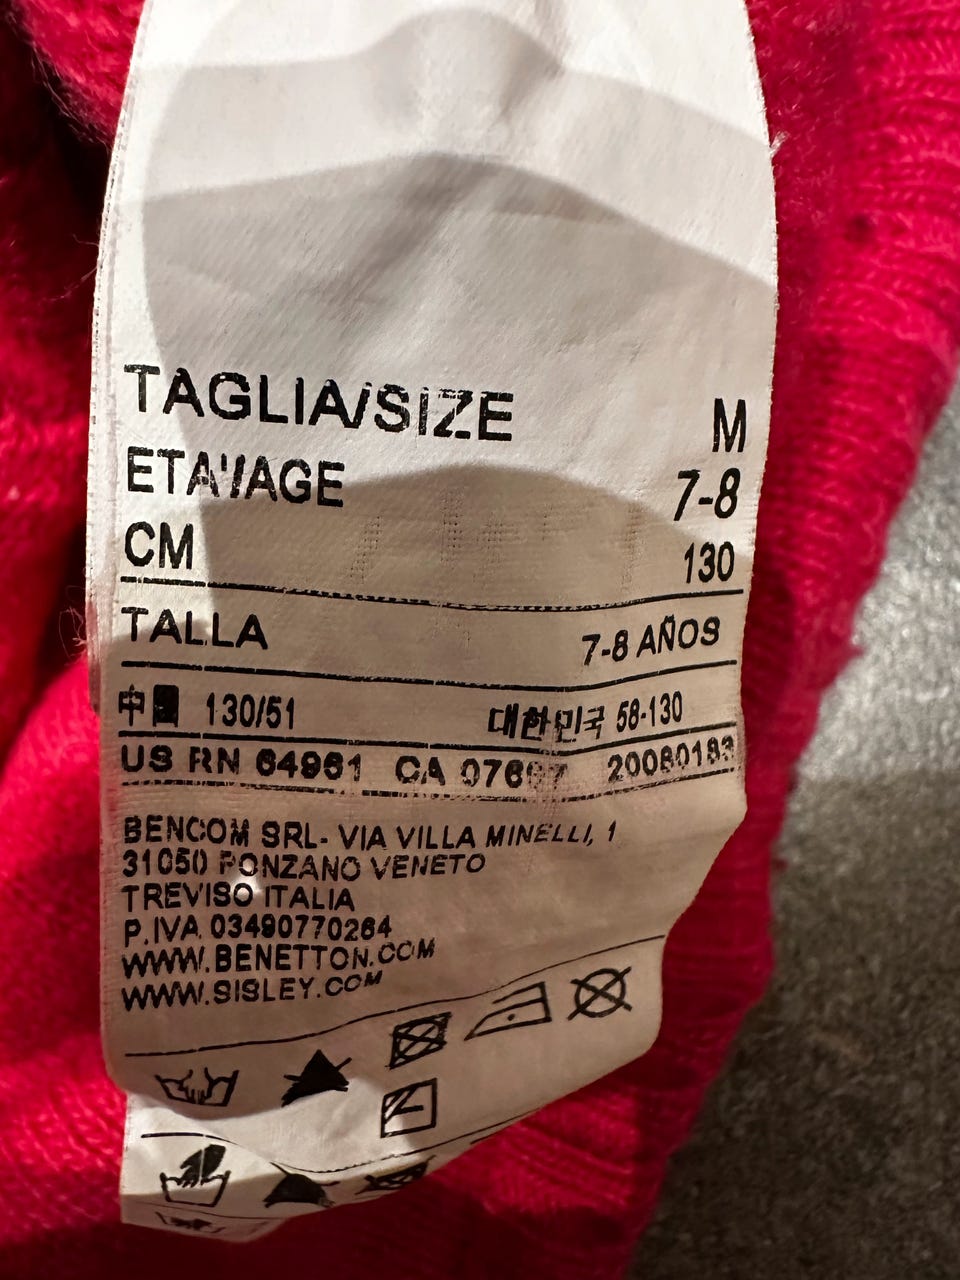 TAGLIA/SIZE M
ETA'/AGE 7-8
CM 130
TALLA 7-8 AÑOS
中國 130/51 대한민국 58-130
US RN 64961 CA 20080183
BENCOM SRL- VIA VILLA MINELLI, 1
31050 PONZANO VENETO
TREVISO ITALIA
P.IVA 03490770264
WWW.BENETTON.COM
WWW.SISLEY.COM